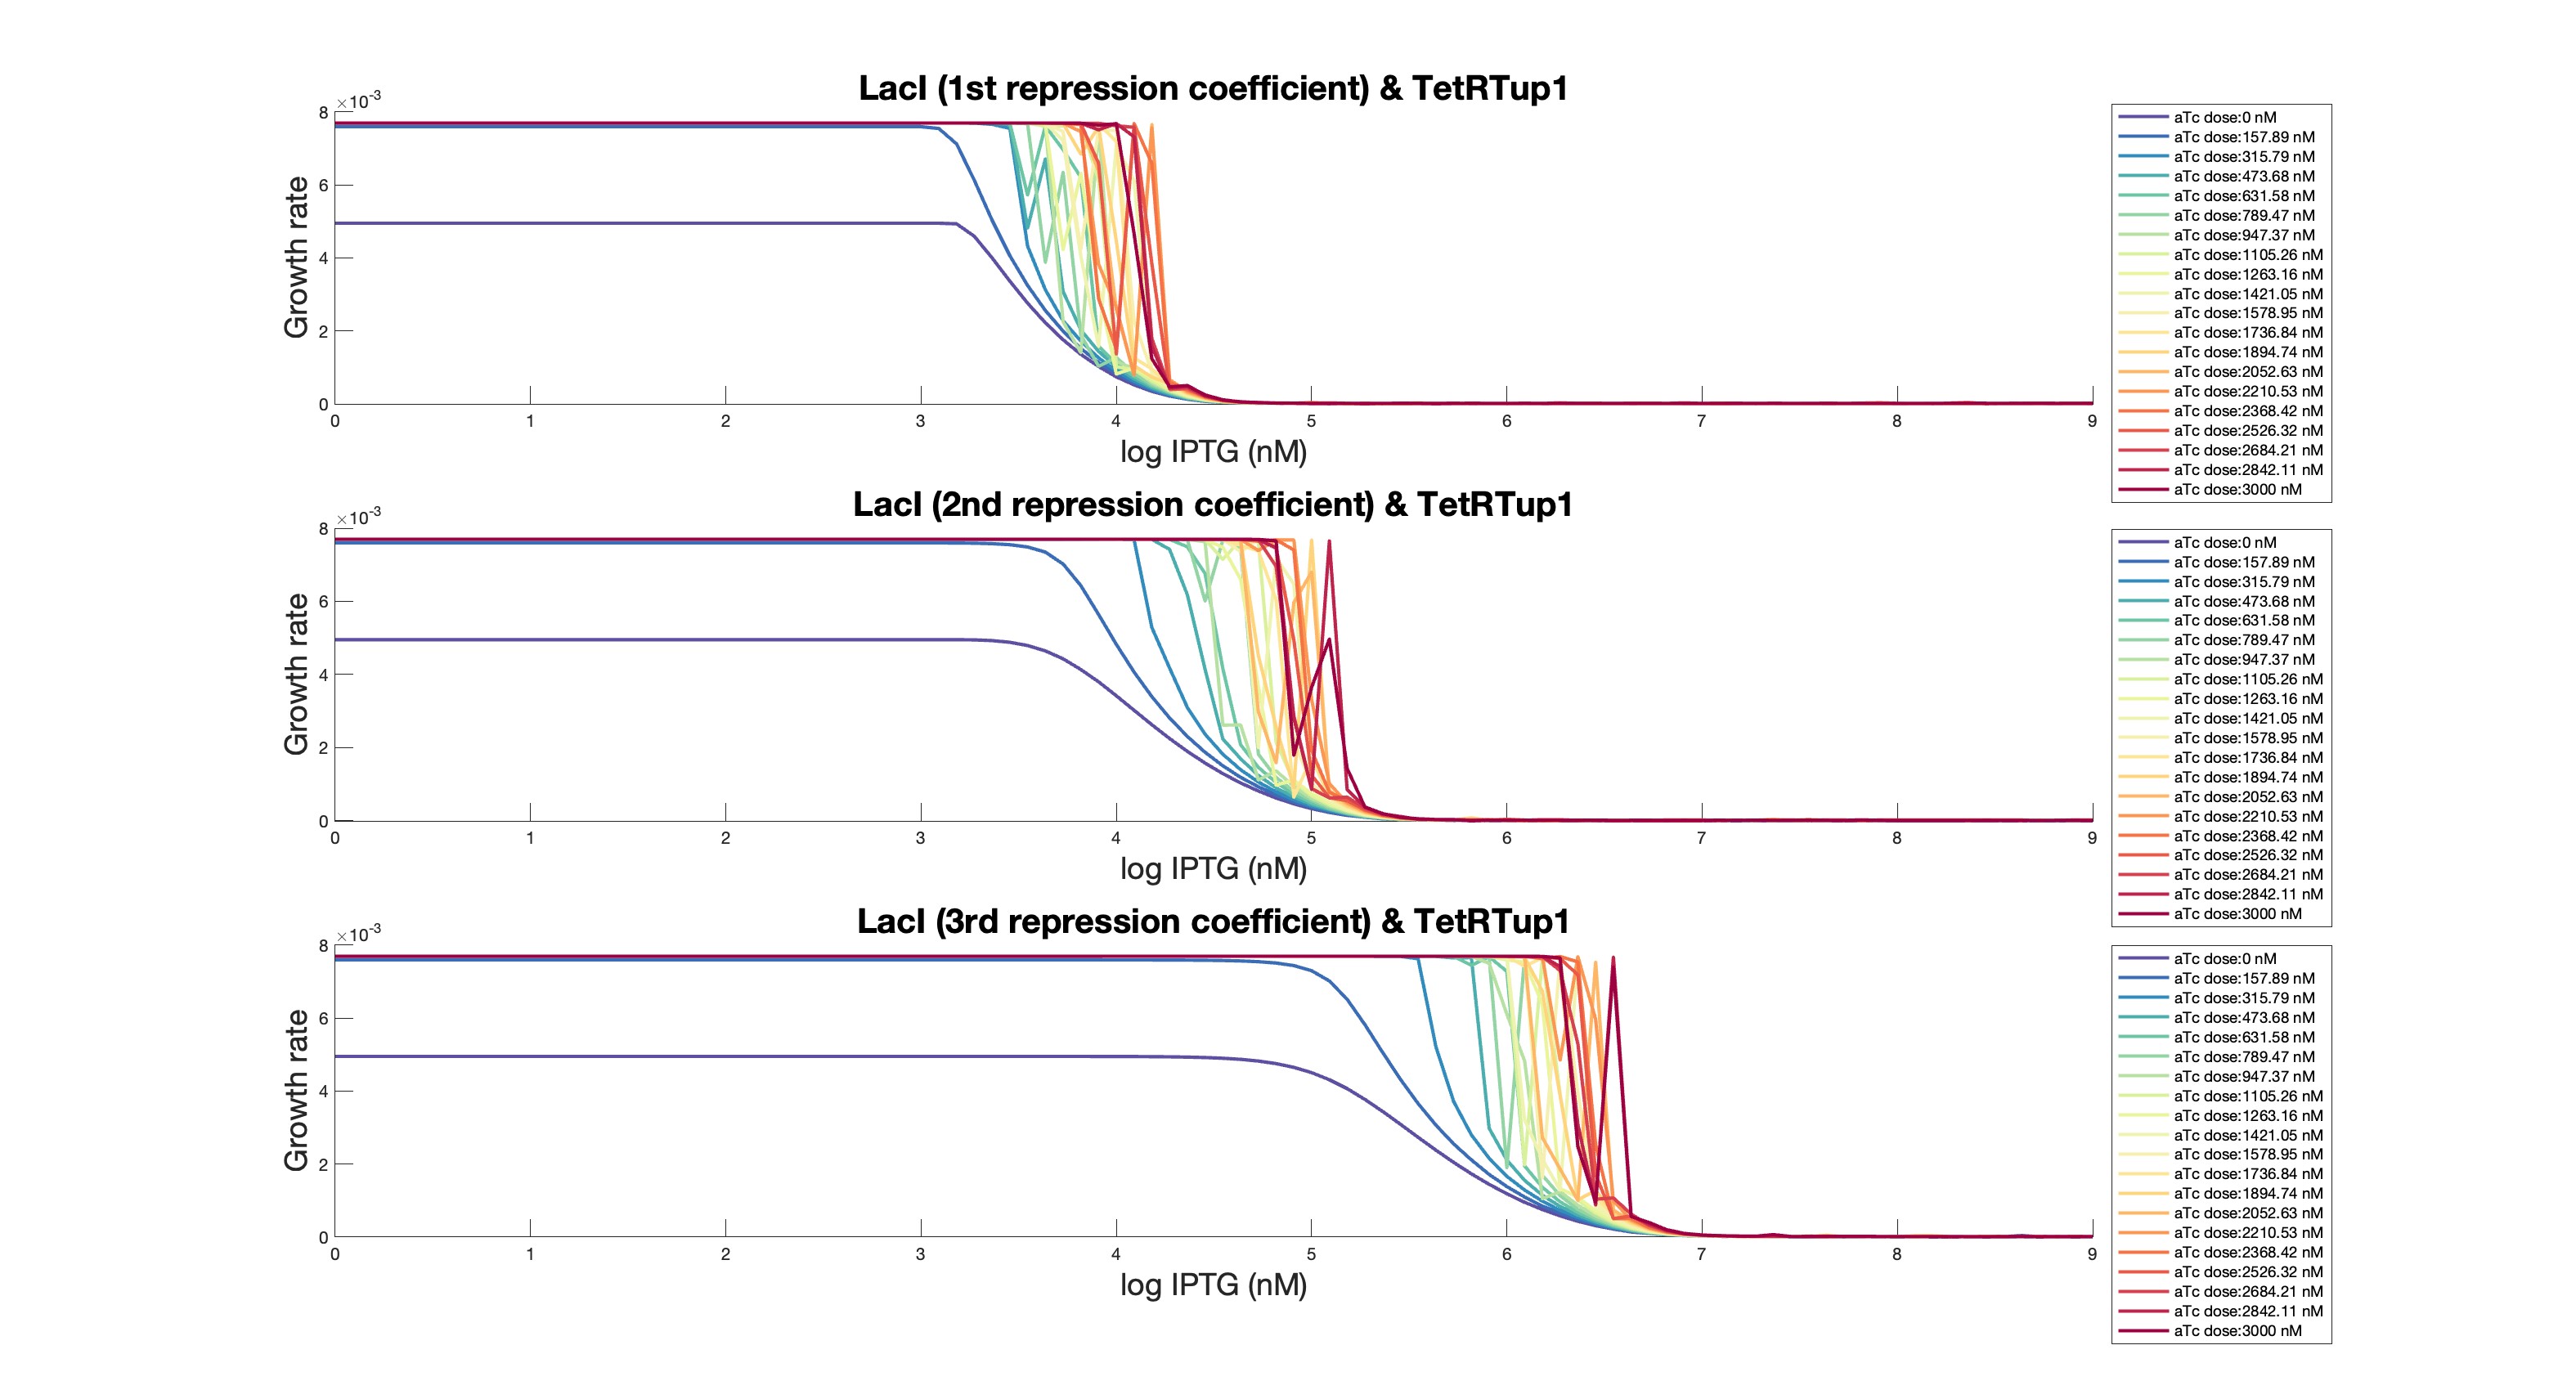 LacI (1st repression coefficient) & TetRTup1
×10-3
8
6
4
2
0
Growth rate
0 1 2 3 4 5 6 7 8 9
log IPTG (nM)
aTc dose:0 nM
aTc dose:157.89 nM
aTc dose:315.79 nM
aTc dose:473.68 nM
aTc dose:631.58 nM
aTc dose:789.47 nM
aTc dose:947.37 nM
aTc dose:1105.26 nM
aTc dose:1263.16 nM
aTc dose:1421.05 nM
aTc dose:1578.95 nM
aTc dose:1736.84 nM
aTc dose:1894.74 nM
aTc dose:2052.63 nM
aTc dose:2210.53 nM
aTc dose:2368.42 nM
aTc dose:2526.32 nM
aTc dose:2684.21 nM
aTc dose:2842.11 nM
aTc dose:3000 nM
LacI (2nd repression coefficient) & TetRTup1
×10-3
8
6
4
2
0
Growth rate
0 1 2 3 4 5 6 7 8 9
log IPTG (nM)
aTc dose:0 nM
aTc dose:157.89 nM
aTc dose:315.79 nM
aTc dose:473.68 nM
aTc dose:631.58 nM
aTc dose:789.47 nM
aTc dose:947.37 nM
aTc dose:1105.26 nM
aTc dose:1263.16 nM
aTc dose:1421.05 nM
aTc dose:1578.95 nM
aTc dose:1736.84 nM
aTc dose:1894.74 nM
aTc dose:2052.63 nM
aTc dose:2210.53 nM
aTc dose:2368.42 nM
aTc dose:2526.32 nM
aTc dose:2684.21 nM
aTc dose:2842.11 nM
aTc dose:3000 nM
LacI (3rd repression coefficient) & TetRTup1
×10-3
8
6
4
2
0
Growth rate
0 1 2 3 4 5 6 7 8 9
log IPTG (nM)
aTc dose:0 nM
aTc dose:157.89 nM
aTc dose:315.79 nM
aTc dose:473.68 nM
aTc dose:631.58 nM
aTc dose:789.47 nM
aTc dose:947.37 nM
aTc dose:1105.26 nM
aTc dose:1263.16 nM
aTc dose:1421.05 nM
aTc dose:1578.95 nM
aTc dose:1736.84 nM
aTc dose:1894.74 nM
aTc dose:2052.63 nM
aTc dose:2210.53 nM
aTc dose:2368.42 nM
aTc dose:2526.32 nM
aTc dose:2684.21 nM
aTc dose:2842.11 nM
aTc dose:3000 nM